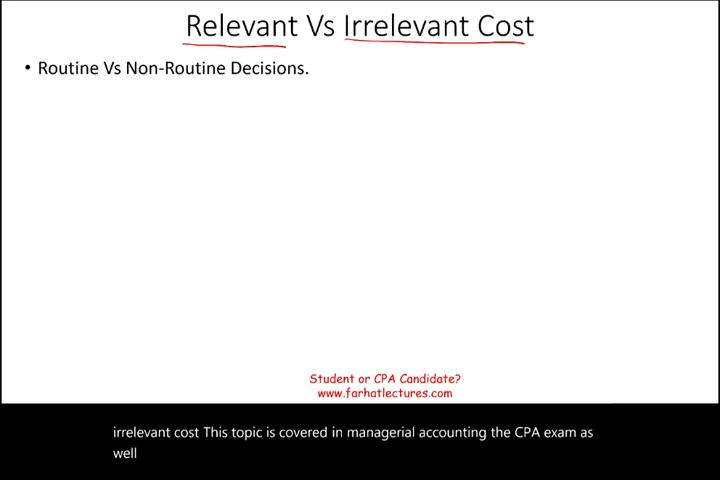 Relevant Vs Irrelevant Cost
• Routine Vs Non-Routine Decisions.
Student or CPA Candidate?
www.farhatlectures.com
irrelevant cost This topic is covered in managerial accounting the CPA exam as
well